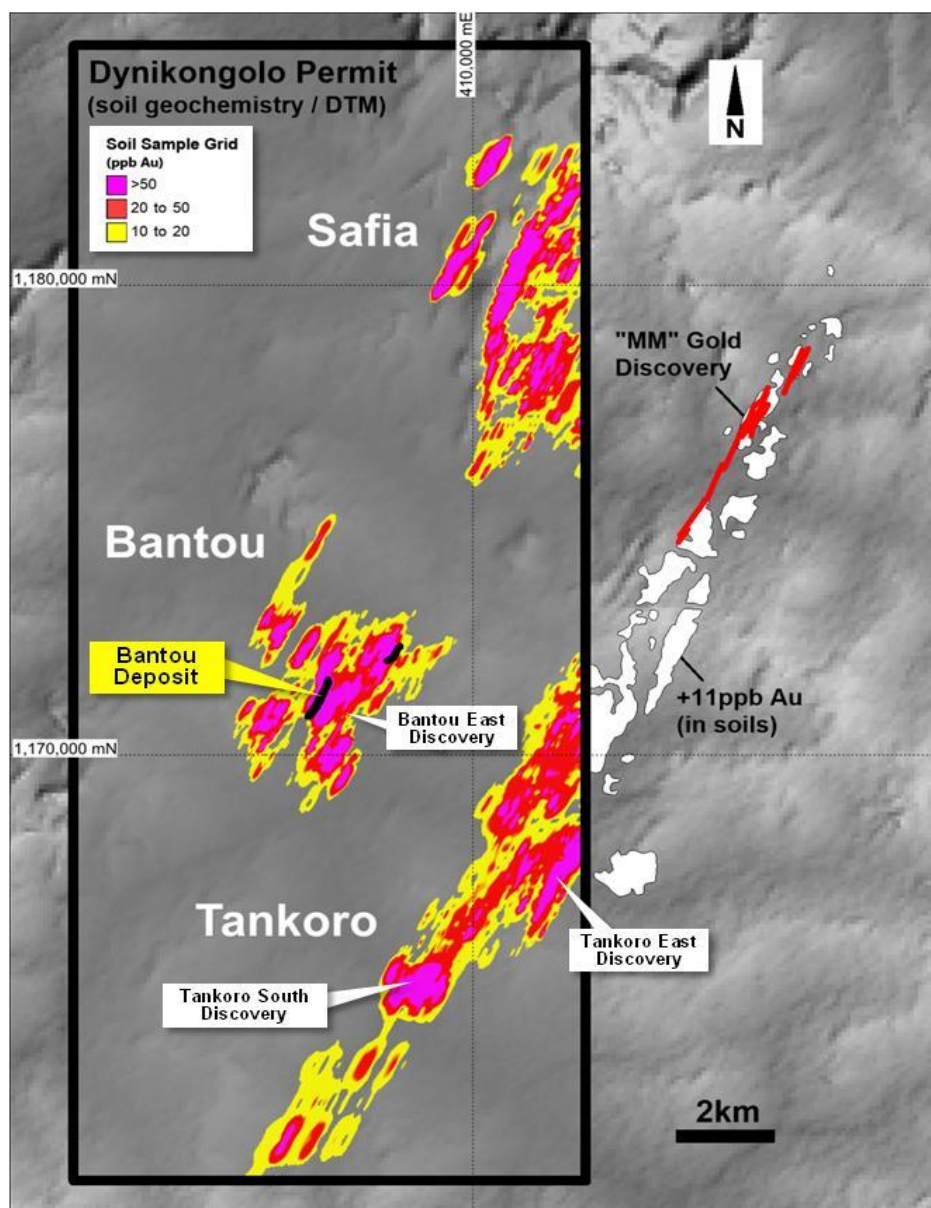 410,000 mE
Dynikongolo Permit
(soil geochemistry / DTM)
N
Soil Sample Grid
(ppb Au)
>50
20 to 50
10 to 20
Safia
1,180,000 mN
"MM" Gold
Discovery
Bantou
Bantou
Deposit
Bantou East
Discovery
+11ppb Au
(in soils)
1,170,000 mN
Tankoro
Tankoro East
Discovery
Tankoro South
Discovery
2km